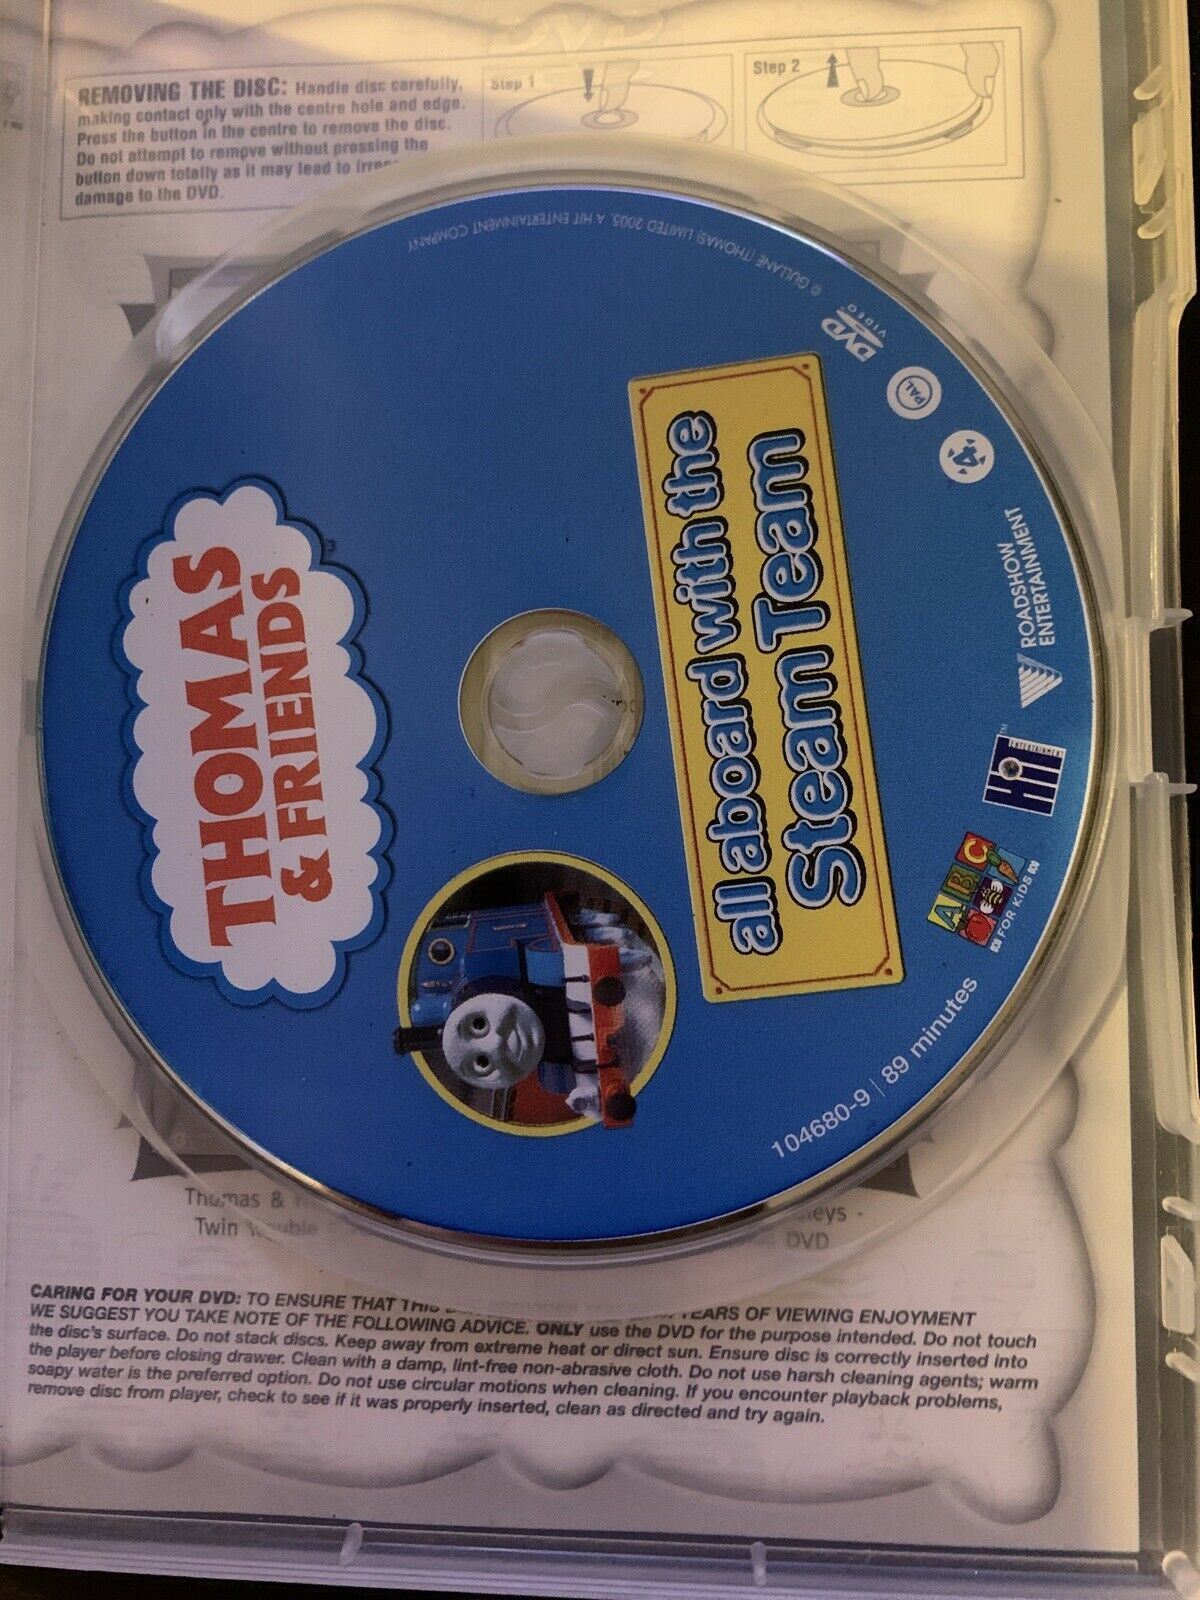 REMOVING THE DISC: Handle disc carefully,
making contact only with the centre hole and edge.
Press the button in the centre to remove the disc.
Do not attempt to remove without pressing the
button down totally as it may lead to
damage to the DVD.
Step 1
Step 2
© GULLANE (THOMAS) LIMITED 2005. A HIT ENTERTAINMENT COMPANY
DVD
VIDEO
PAL
4
ROADSHOW
ENTERTAINMENT
HiT
ENTERTAINMENT
TM
ABC
FOR KIDS
THOMAS
& FRIENDS
TM
all aboard with the
Steam Team
104680-9 | 89 minutes
Thomas &
Twin Trouble
DVD
CARING FOR YOUR DVD: TO ENSURE THAT THIS YEARS OF VIEWING ENJOYMENT
WE SUGGEST YOU TAKE NOTE OF THE FOLLOWING ADVICE. ONLY use the DVD for the purpose intended. Do not touch
the disc's surface. Do not stack discs. Keep away from extreme heat or direct sun. Ensure disc is correctly inserted into
the player before closing drawer. Clean with a damp, lint-free non-abrasive cloth. Do not use harsh cleaning agents; warm
soapy water is the preferred option. Do not use circular motions when cleaning. If you encounter playback problems,
remove disc from player, check to see if it was properly inserted, clean as directed and try again.